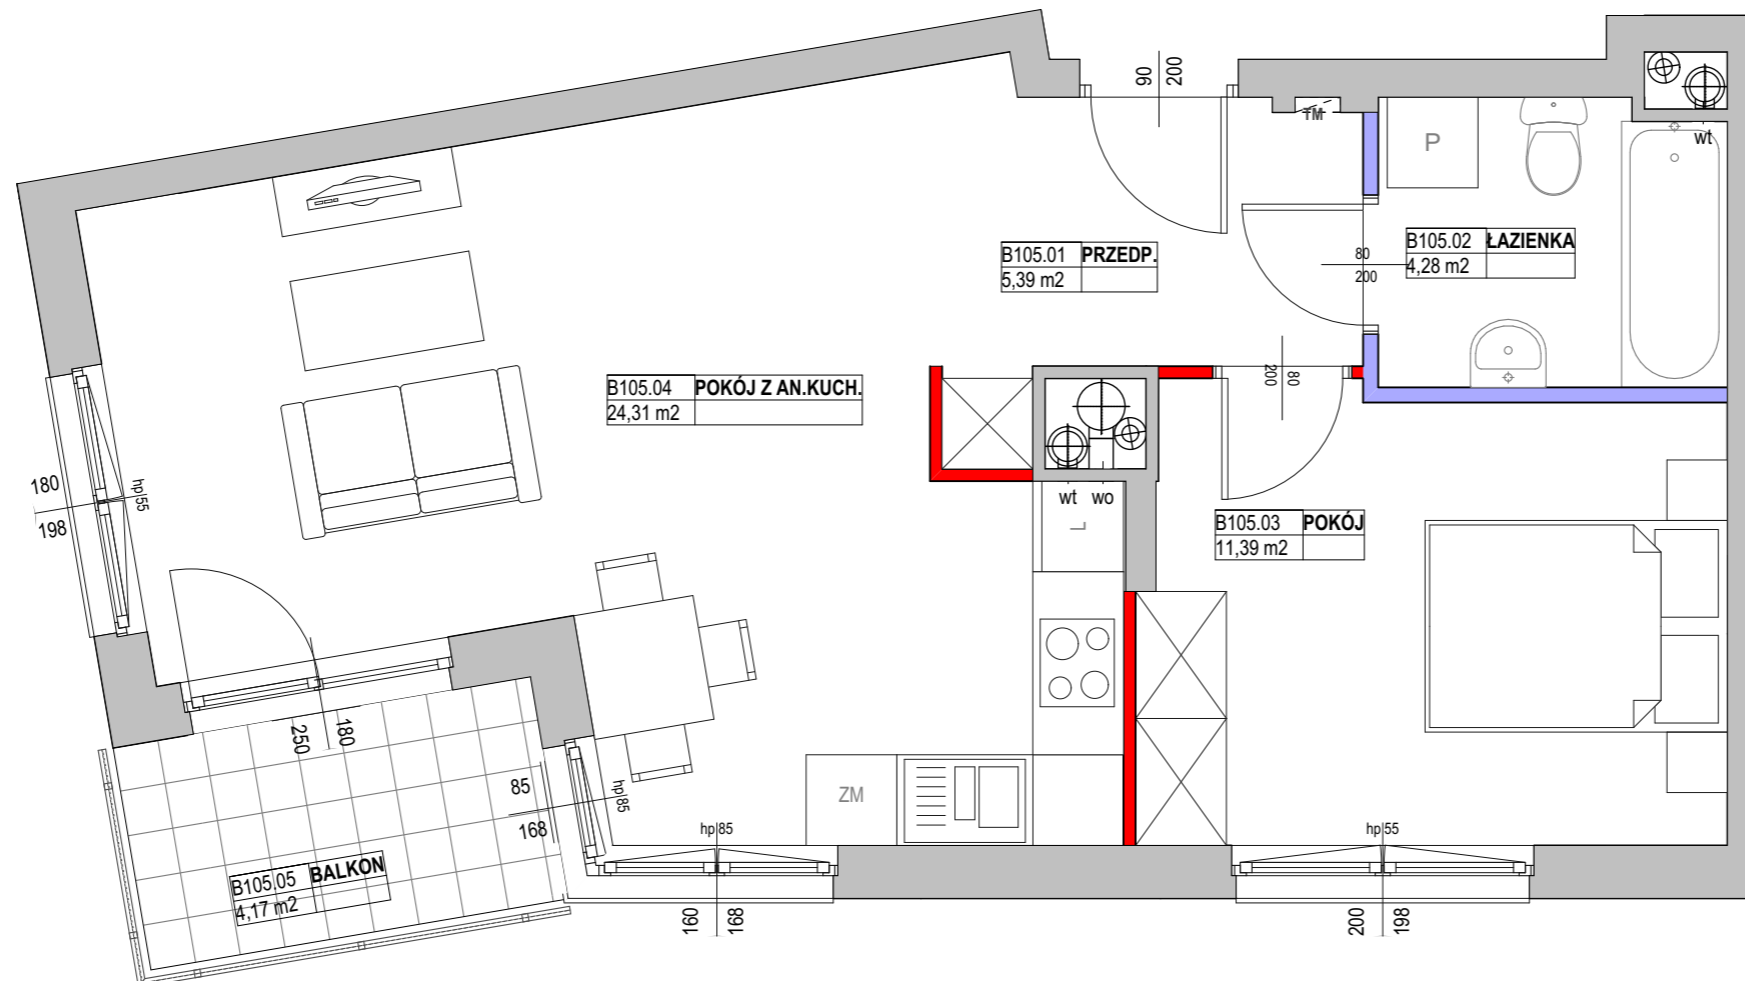 90
200
TM
P
wt
B105.01 PRZEDP.
5,39 m2
80
200
B105.02 ŁAZIENKA
4,28 m2
B105.04 POKÓJ Z AN.KUCH.
24,31 m2
80
200
180
198
hp|55
wt wo
L
B105.03 POKÓJ
11,39 m2
250
180
85
168
hp|85
ZM
hp|85
hp|55
B105.05 BALKON
4,17 m2
160
168
200
198